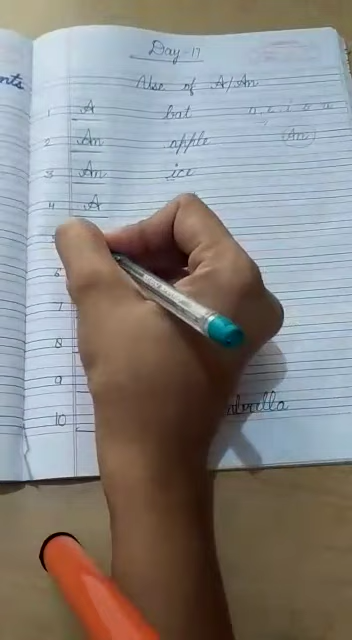 Day-17
Use of A/An
1 A bat a, e, i, o, u
2 An apple (An)
3 An ice
4 A
6
7
8
9
10